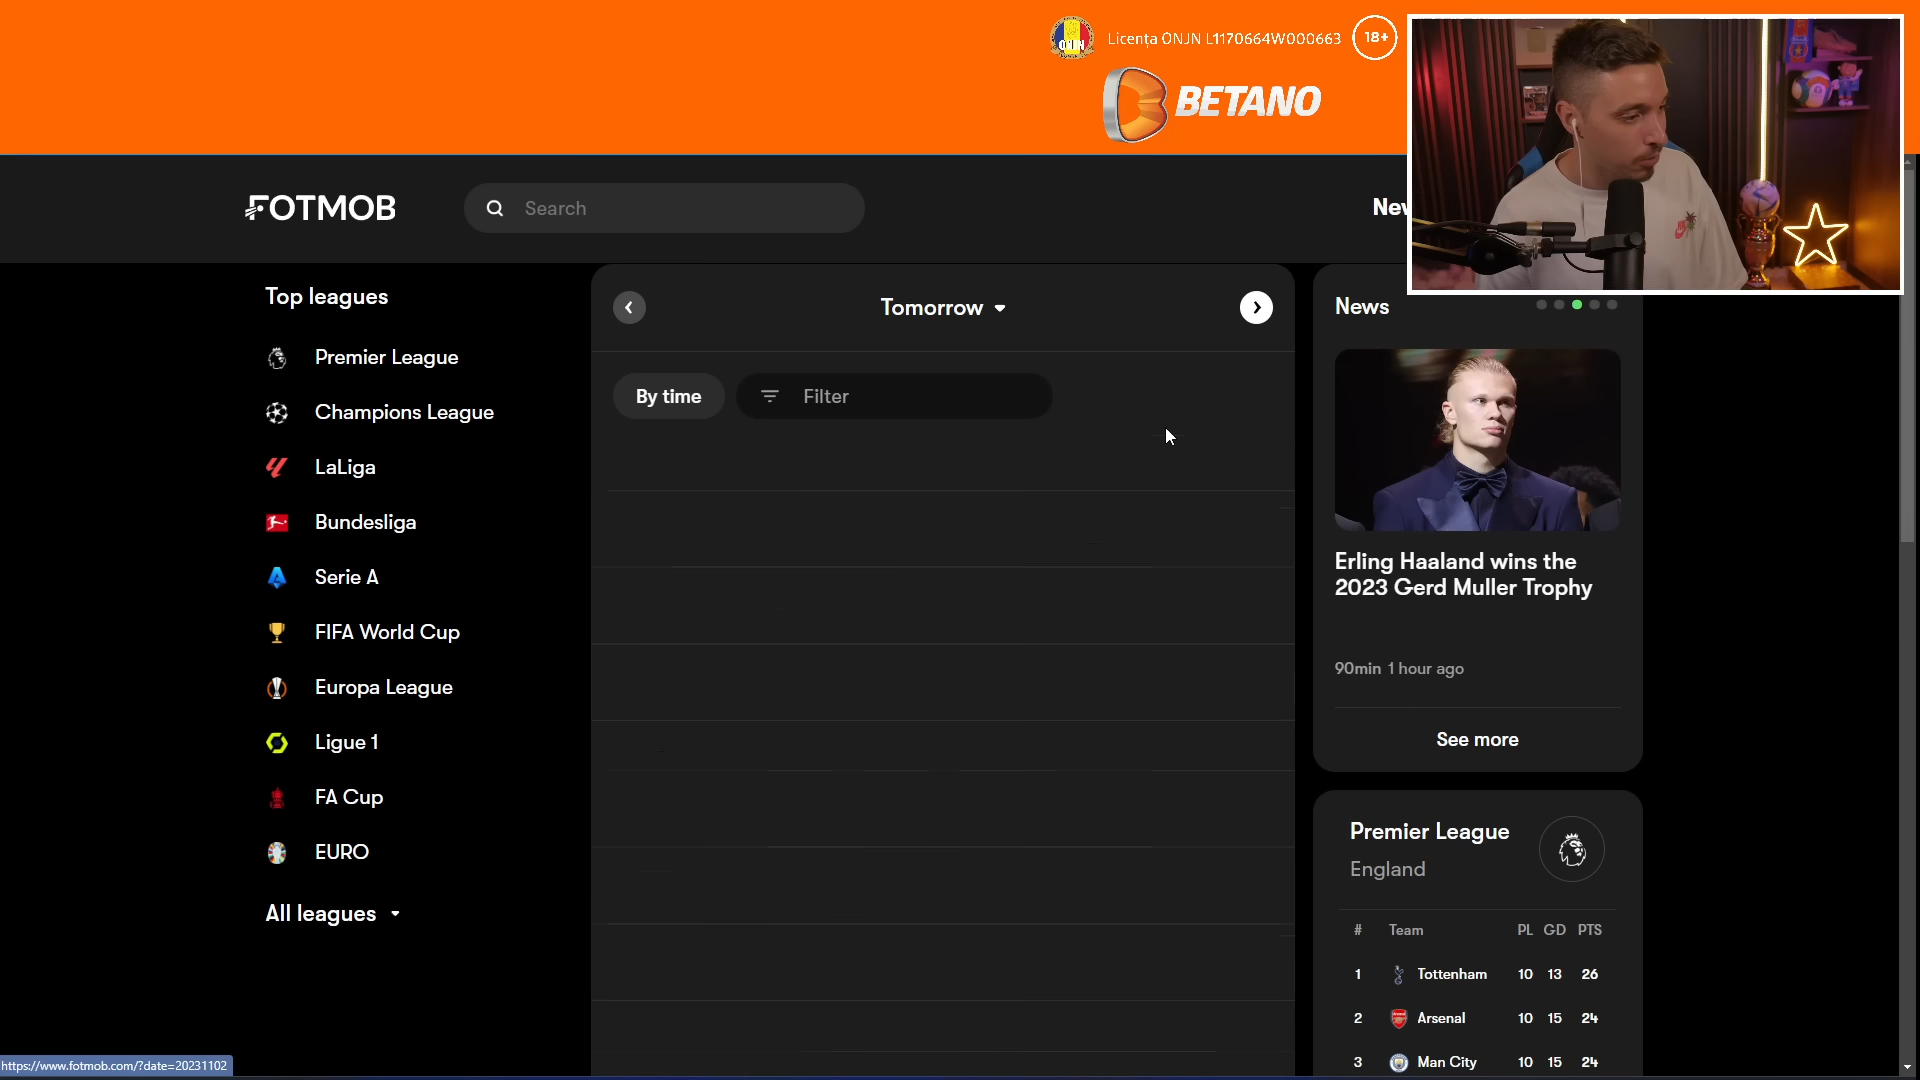 Licența ONJN L1170664W000663
18+
ONJN
BETANO
FOTMOB
Search
New
Top leagues
Premier League
Champions League
LaLiga
Bundesliga
Serie A
FIFA World Cup
Europa League
Ligue 1
FA Cup
EURO
All leagues
Tomorrow
By time
Filter
News
Erling Haaland wins the
2023 Gerd Muller Trophy
90min 1 hour ago
See more
Premier League
England
# Team PL GD PTS
1 Tottenham 10 13 26
2 Arsenal 10 15 24
3 Man City 10 15 24
https://www.fotmob.com/?date=20231102